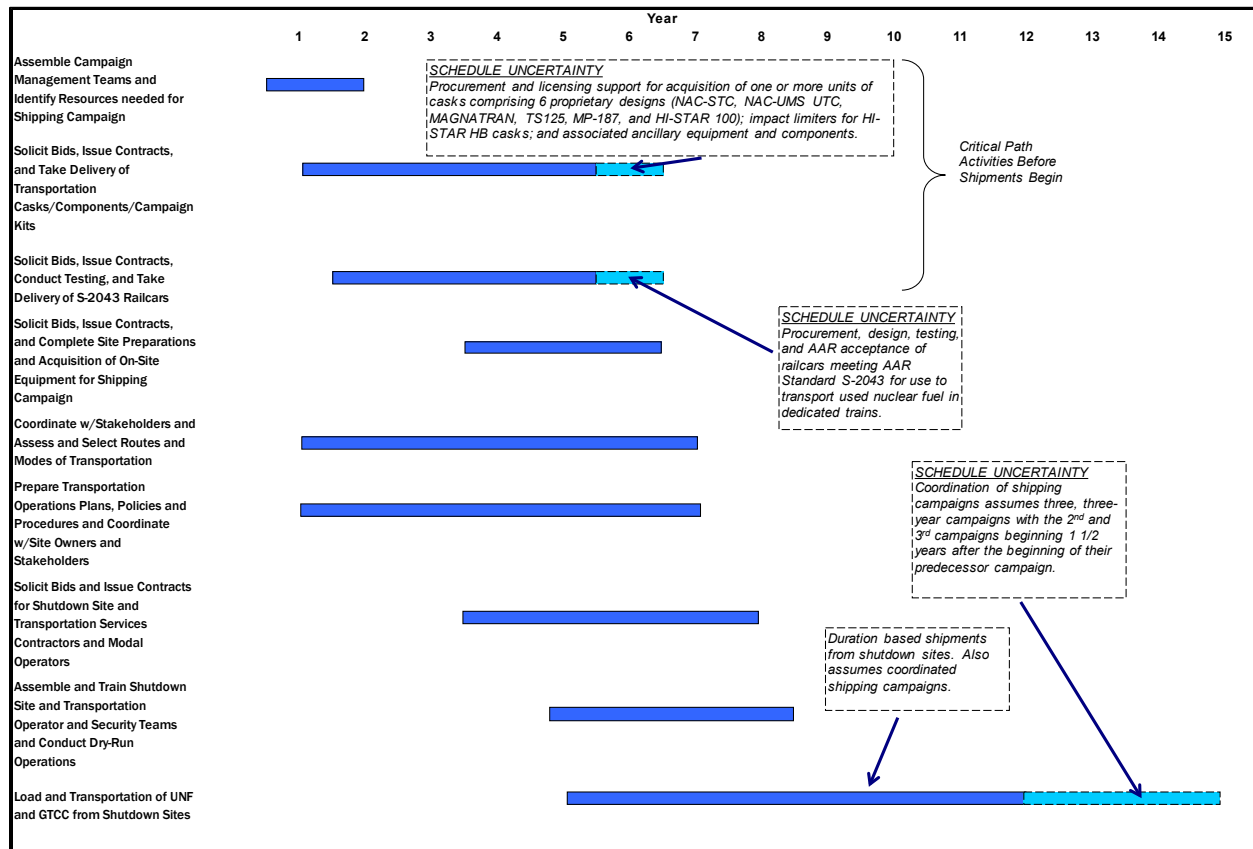 Year
1 2 3 4 5 6 7 8 9 10 11 12 13 14 15
Assemble Campaign
Management Teams and
Identify Resources needed for
Shipping Campaign
SCHEDULE UNCERTAINTY
Procurement and licensing support for acquisition of one or more units of
casks comprising 6 proprietary designs (NAC-STC, NAC-UMS UTC,
MAGNATRAN, TS125, MP-187, and HI-STAR 100); impact limiters for HI-
STAR HB casks; and associated ancillary equipment and components.
Critical Path
Activities Before
Shipments Begin
Solicit Bids, Issue Contracts,
and Take Delivery of
Transportation
Casks/Components/Campaign
Kits
Solicit Bids, Issue Contracts,
Conduct Testing, and Take
Delivery of S-2043 Railcars
SCHEDULE UNCERTAINTY
Procurement, design, testing,
and AAR acceptance of
railcars meeting AAR
Standard S-2043 for use to
transport used nuclear fuel in
dedicated trains.
Solicit Bids, Issue Contracts,
and Complete Site Preparations
and Acquisition of On-Site
Equipment for Shipping
Campaign
Coordinate w/Stakeholders and
Assess and Select Routes and
Modes of Transportation
SCHEDULE UNCERTAINTY
Coordination of shipping
campaigns assumes three, three-
year campaigns with the 2nd and
3rd campaigns beginning 1 1/2
years after the beginning of their
predecessor campaign.
Prepare Transportation
Operations Plans, Policies and
Procedures and Coordinate
w/Site Owners and
Stakeholders
Solicit Bids and Issue Contracts
for Shutdown Site and
Transportation Services
Contractors and Modal
Operators
Duration based shipments
from shutdown sites. Also
assumes coordinated
shipping campaigns.
Assemble and Train Shutdown
Site and Transportation
Operator and Security Teams
and Conduct Dry-Run
Operations
Load and Transportation of UNF
and GTCC from Shutdown Sites